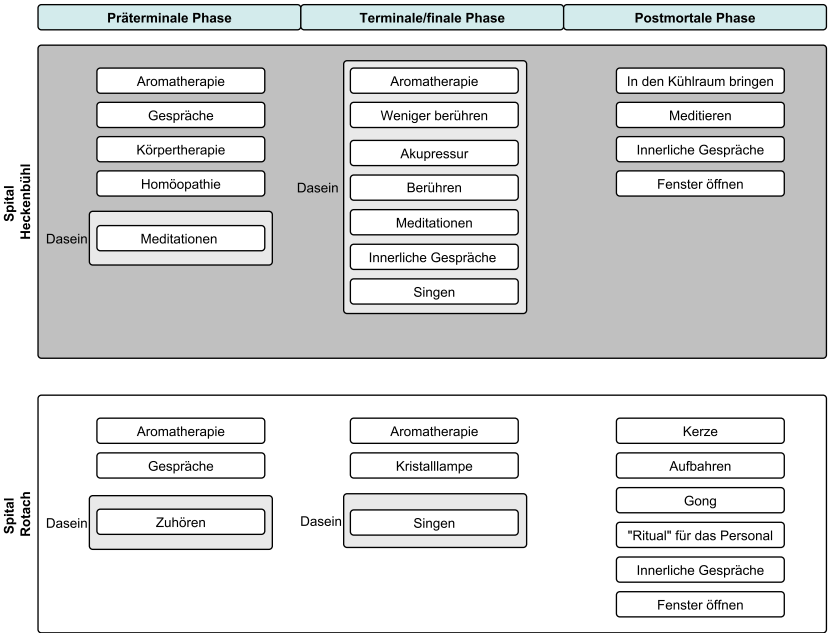 Präterminale Phase
Terminale/finale Phase
Postmortale Phase
Spital
Heckenbühl
Aromatherapie
Gespräche
Körpertherapie
Homöopathie
Dasein
Meditationen
Dasein
Aromatherapie
Weniger berühren
Akupressur
Berühren
Meditationen
Innerliche Gespräche
Singen
In den Kühlraum bringen
Meditieren
Innerliche Gespräche
Fenster öffnen
Spital
Rotach
Aromatherapie
Gespräche
Dasein
Zuhören
Aromatherapie
Kristalllampe
Dasein
Singen
Kerze
Aufbahren
Gong
"Ritual" für das Personal
Innerliche Gespräche
Fenster öffnen